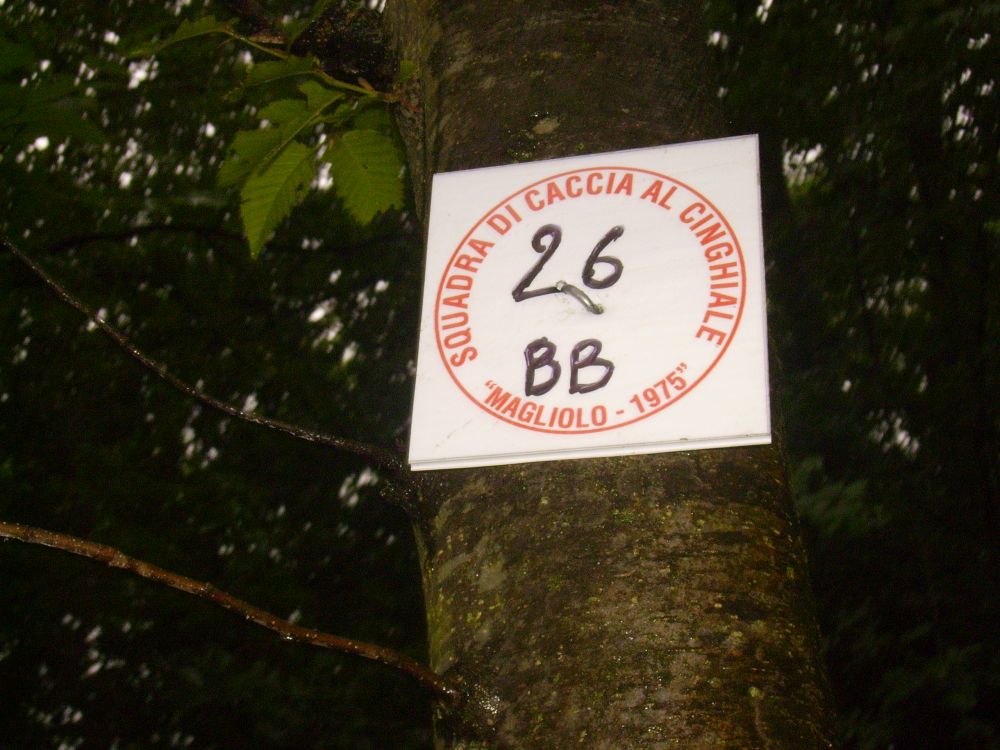 SQUADRA DI CACCIA AL CINGHIALE
26
BB
"MAGLIOLO - 1975"